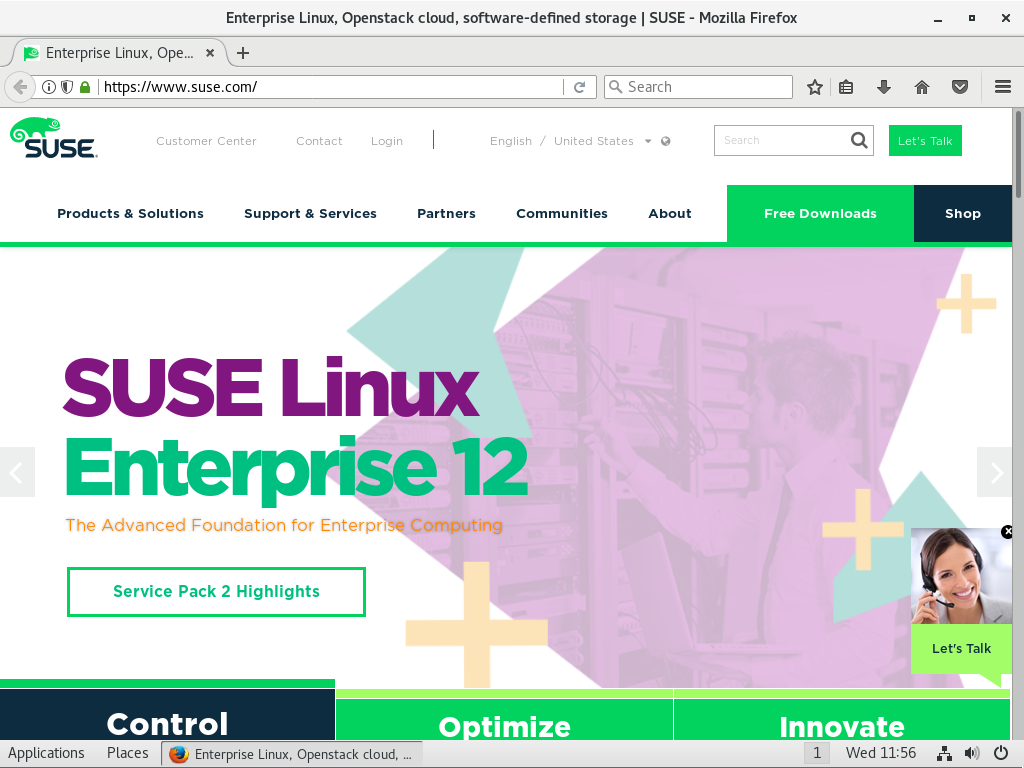 Enterprise Linux, Openstack cloud, software-defined storage | SUSE - Mozilla Firefox
Enterprise Linux, Ope...
https://www.suse.com/
Search
SUSE
Customer Center
Contact
Login
English / United States
Search
Let's Talk
Products & Solutions
Support & Services
Partners
Communities
About
Free Downloads
Shop
SUSE Linux
Enterprise 12
The Advanced Foundation for Enterprise Computing
Service Pack 2 Highlights
Let's Talk
Control
Optimize
Innovate
Applications
Places
Enterprise Linux, Openstack cloud, ...
1
Wed 11:56